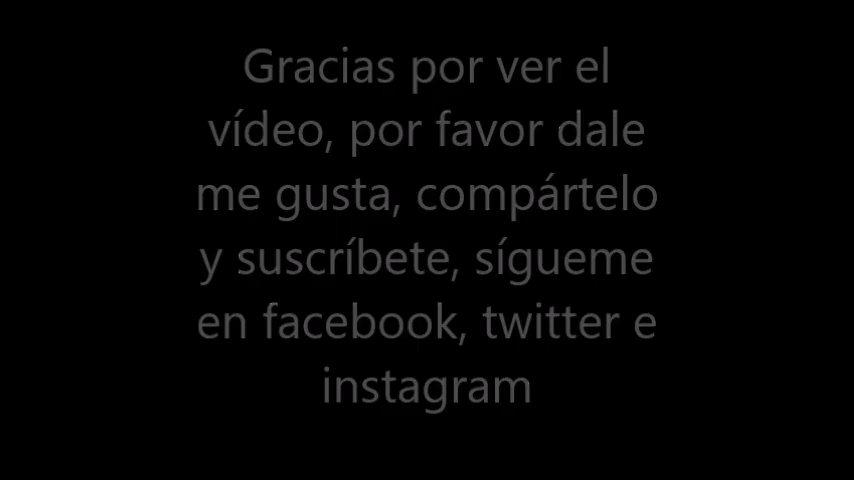 Gracias por ver el
vídeo, por favor dale
me gusta, compártelo
y suscríbete, sígueme
en facebook, twitter e
instagram